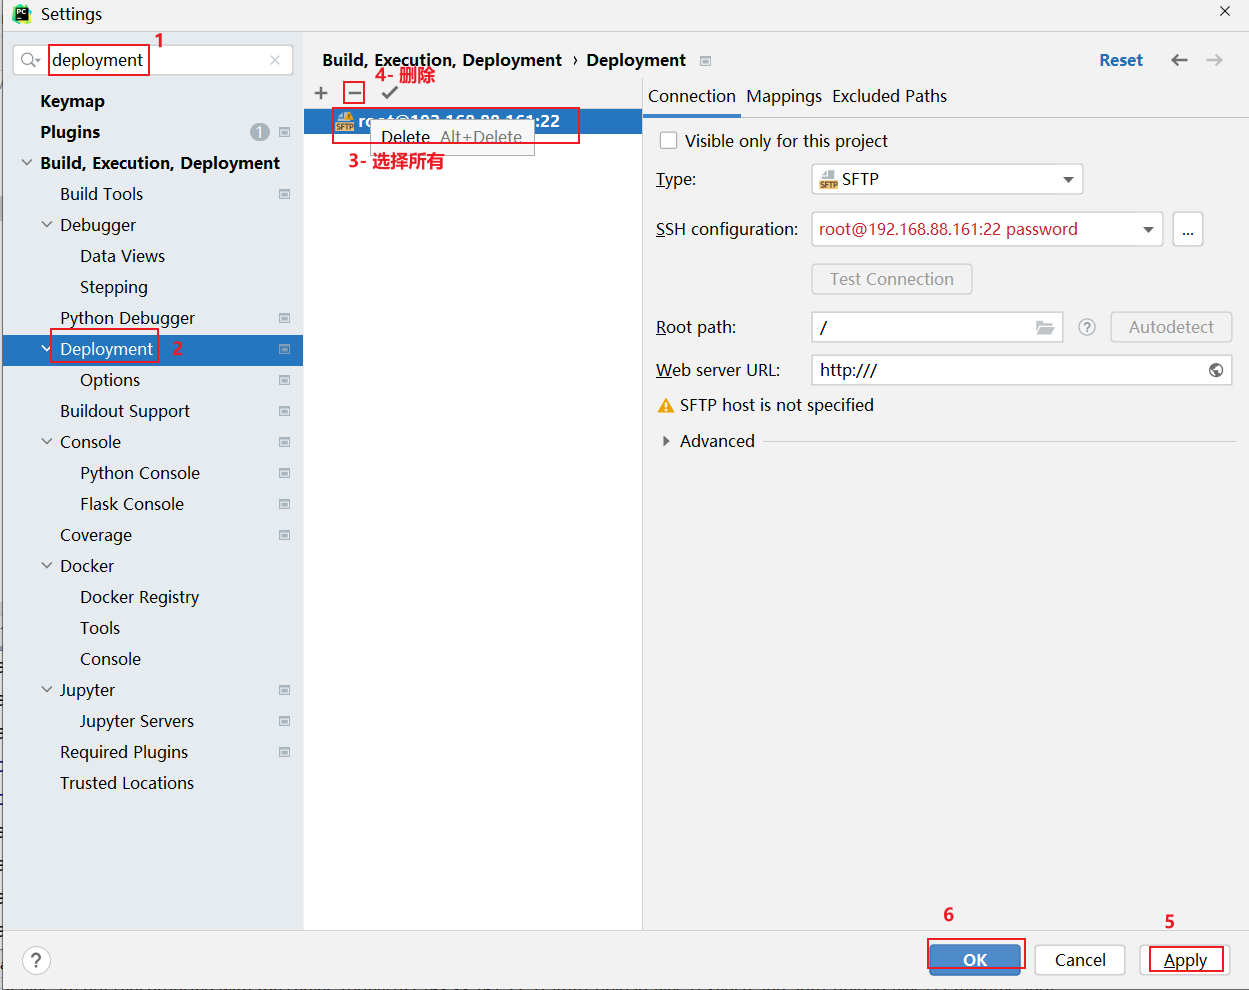 Settings
deployment
1
Keymap
Plugins
1
Build, Execution, Deployment
Build Tools
Debugger
Data Views
Stepping
Python Debugger
Deployment
2
Options
Buildout Support
Console
Python Console
Flask Console
Coverage
Docker
Docker Registry
Tools
Console
Jupyter
Jupyter Servers
Required Plugins
Trusted Locations
Build, Execution, Deployment › Deployment
Reset
4- 删除
root@192.168.88.161:22
Delete Alt+Delete
3- 选择所有
Connection Mappings Excluded Paths
Visible only for this project
Type: SFTP
SSH configuration: root@192.168.88.161:22 password ...
Test Connection
Root path: / ? Autodetect
Web server URL: http:///
SFTP host is not specified
Advanced
6
5
?
OK Cancel Apply